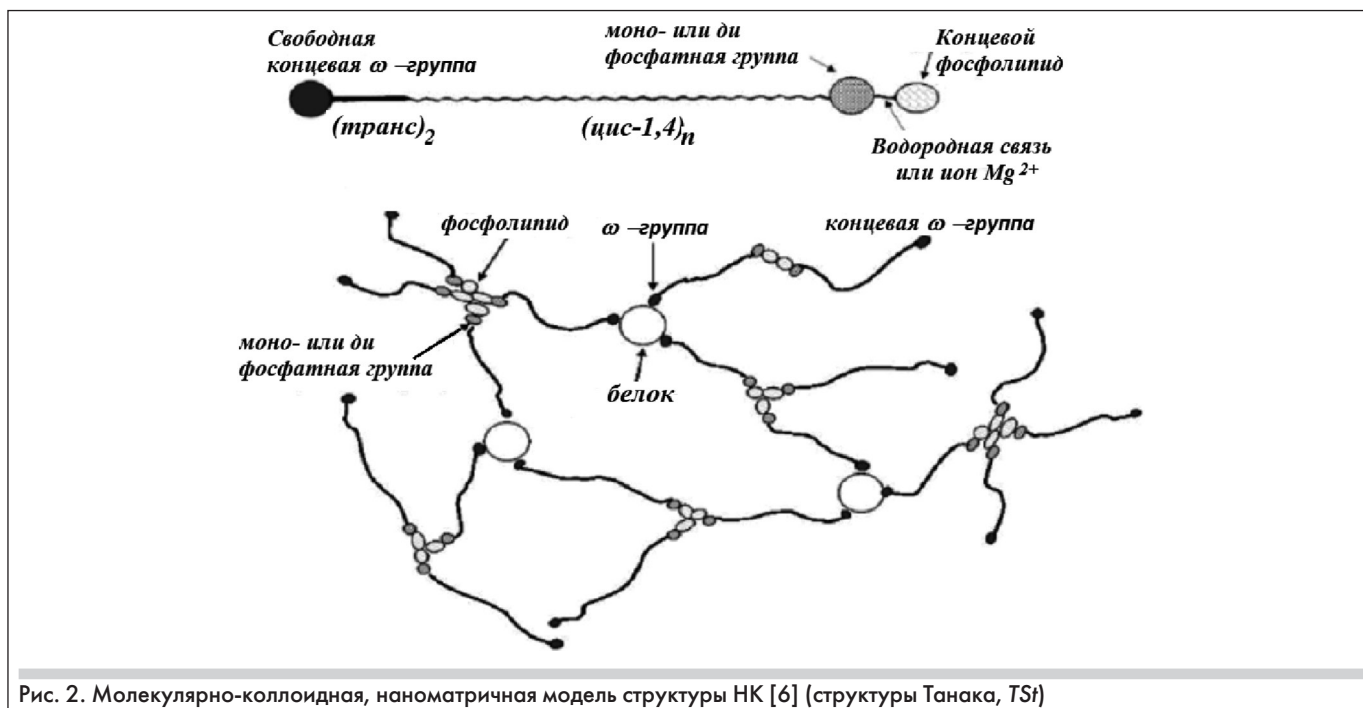 Свободная
концевая ω –группа
моно- или ди
фосфатная группа
Концевой
фосфолипид
(транс)2
(цис-1,4)n
Водородная связь
или ион Mg 2+
фосфолипид
ω –группа
концевая ω –группа
моно- или ди
фосфатная группа
белок
Рис. 2. Молекулярно-коллоидная, наноматричная модель структуры НК [6] (структуры Танака, TSt)